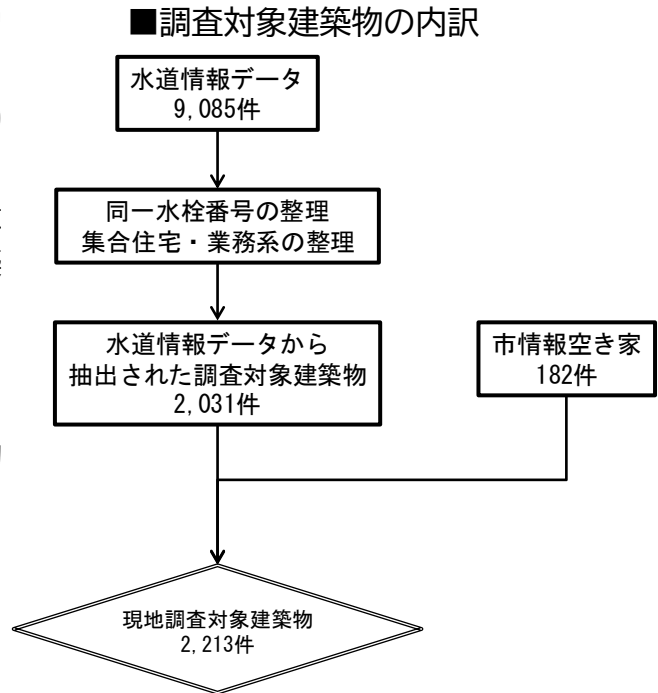 ■調査対象建築物の内訳
水道情報データ
9,085件
同一水栓番号の整理
集合住宅・業務系の整理
水道情報データから
抽出された調査対象建築物
2,031件
市情報空き家
182件
現地調査対象建築物
2,213件